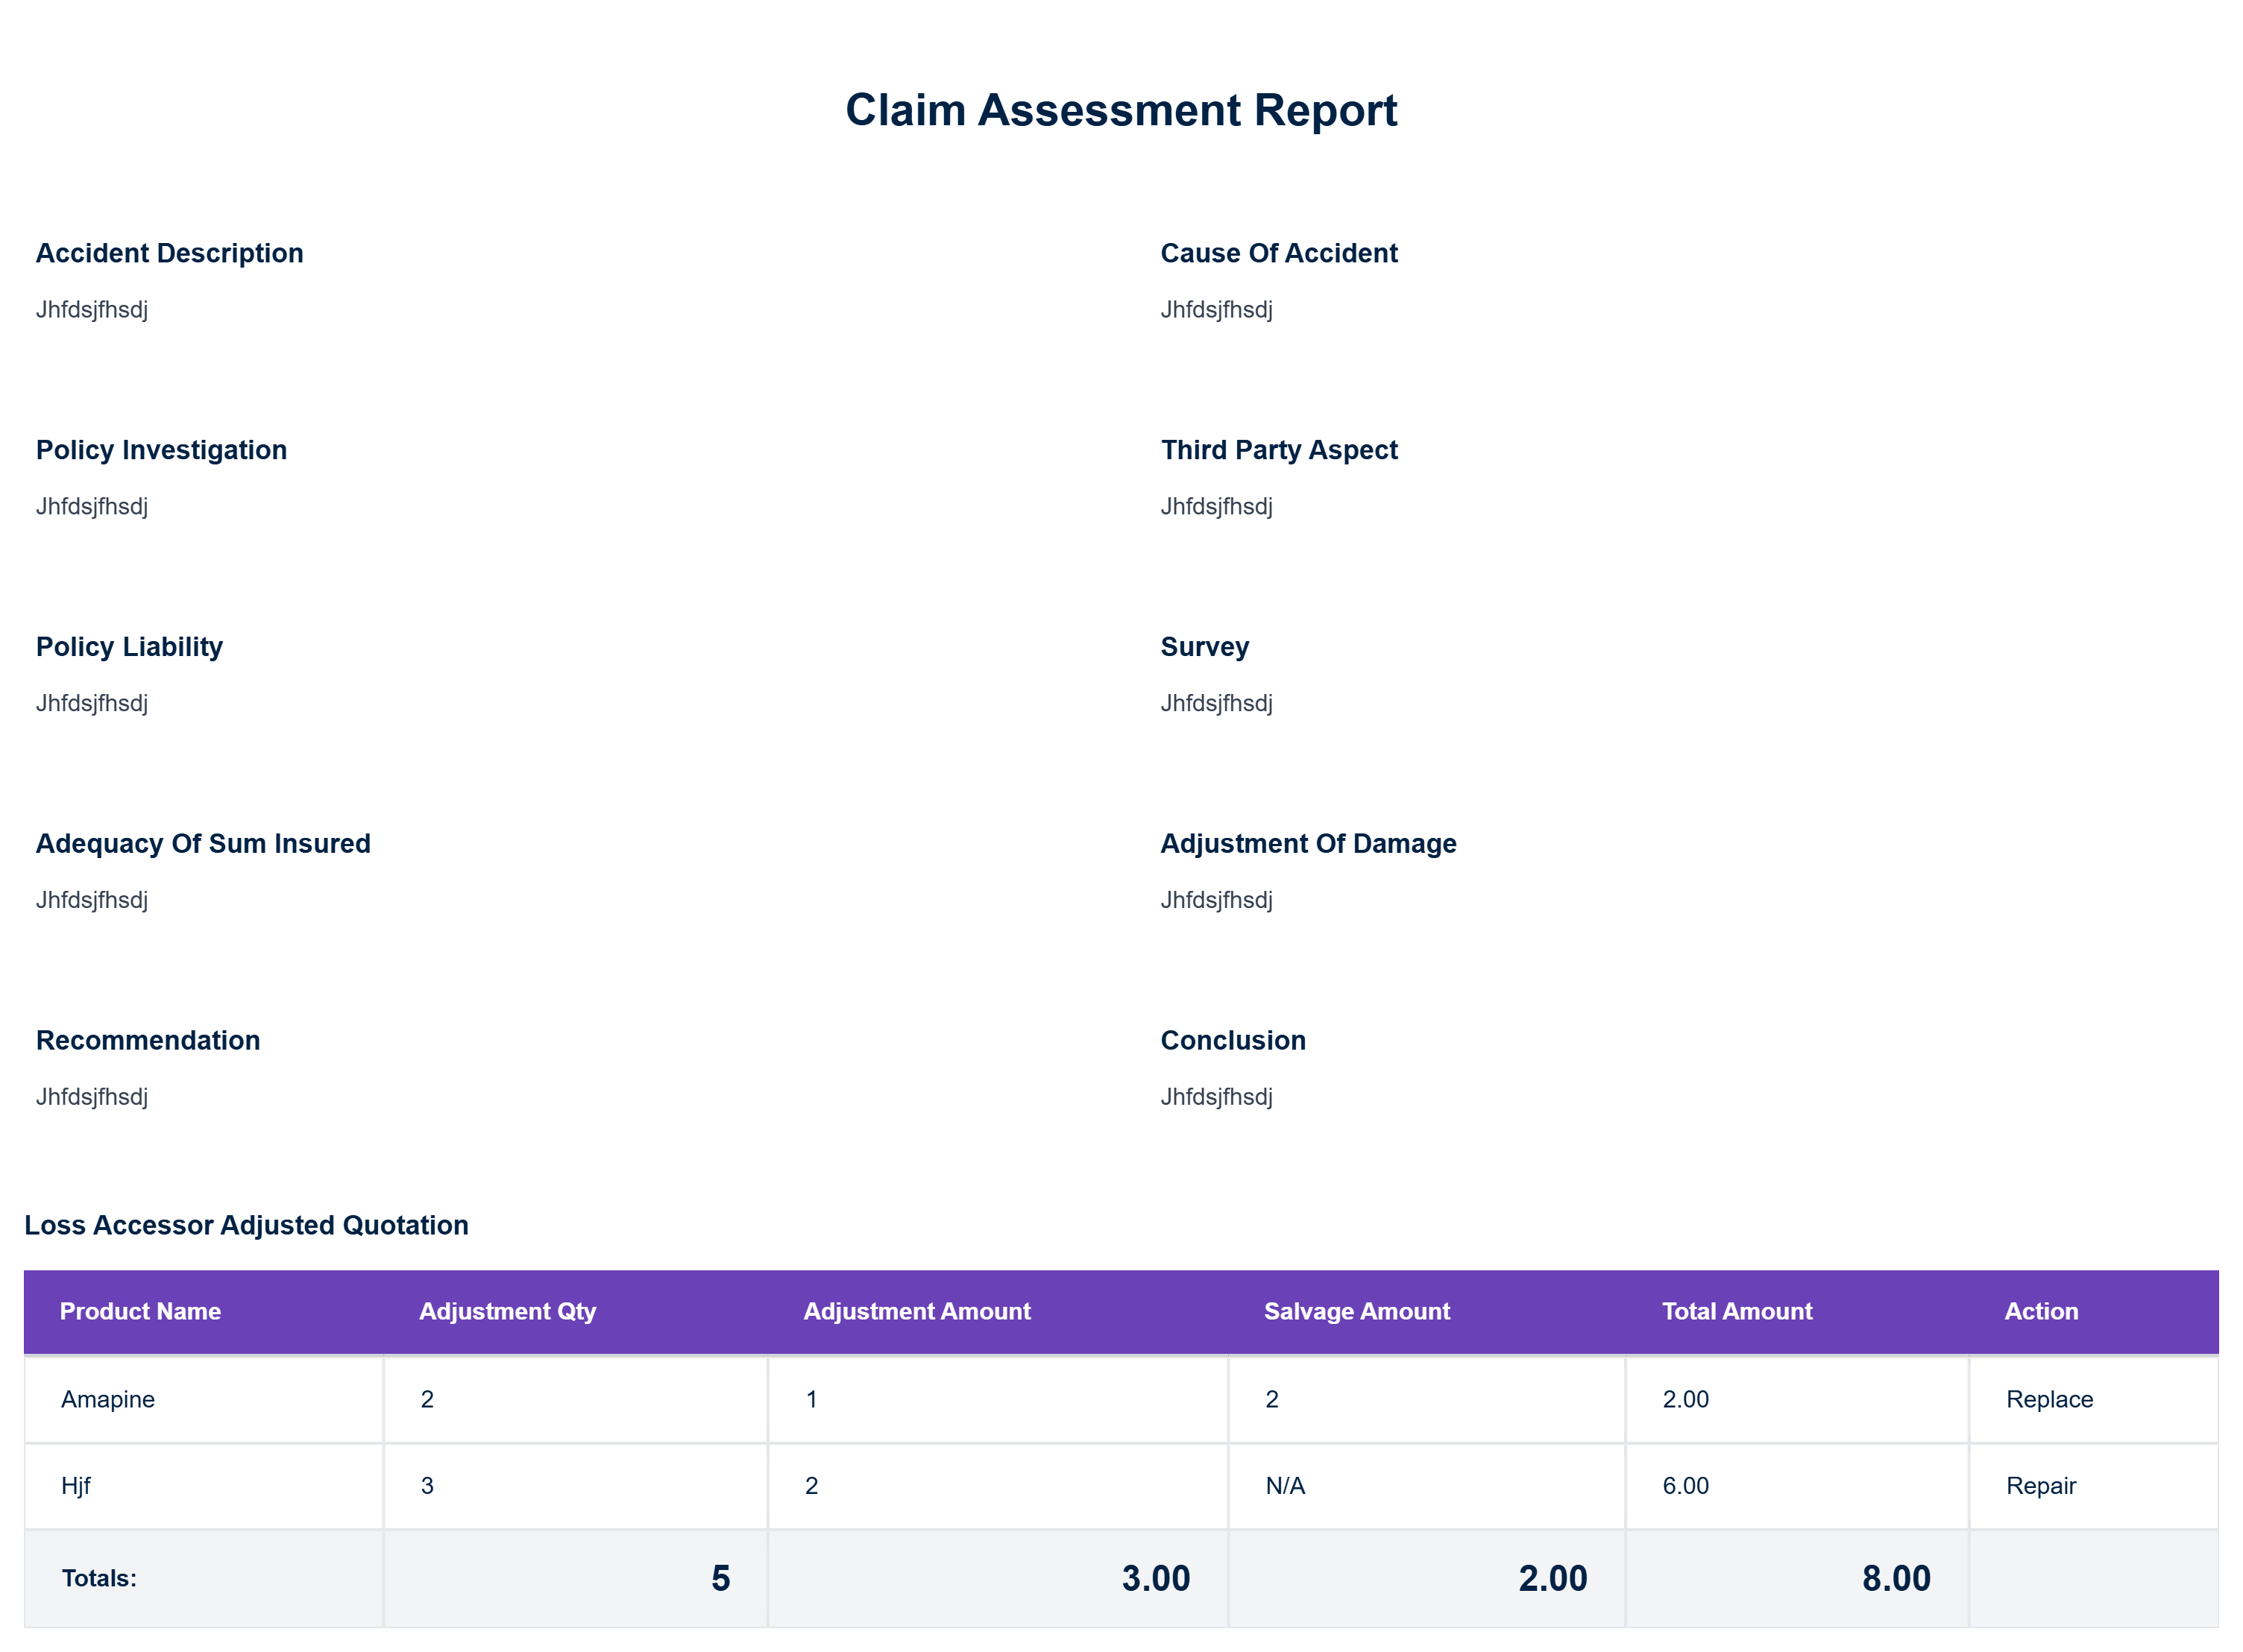 Claim Assessment Report
Accident Description
Jhfdsjfhsdj
Cause Of Accident
Jhfdsjfhsdj
Policy Investigation
Jhfdsjfhsdj
Third Party Aspect
Jhfdsjfhsdj
Policy Liability
Jhfdsjfhsdj
Survey
Jhfdsjfhsdj
Adequacy Of Sum Insured
Jhfdsjfhsdj
Adjustment Of Damage
Jhfdsjfhsdj
Recommendation
Jhfdsjfhsdj
Conclusion
Jhfdsjfhsdj
Loss Accessor Adjusted Quotation
Product Name Adjustment Qty Adjustment Amount Salvage Amount Total Amount Action
Amapine 2 1 2 2.00 Replace
Hjf 3 2 N/A 6.00 Repair
Totals: 5 3.00 2.00 8.00